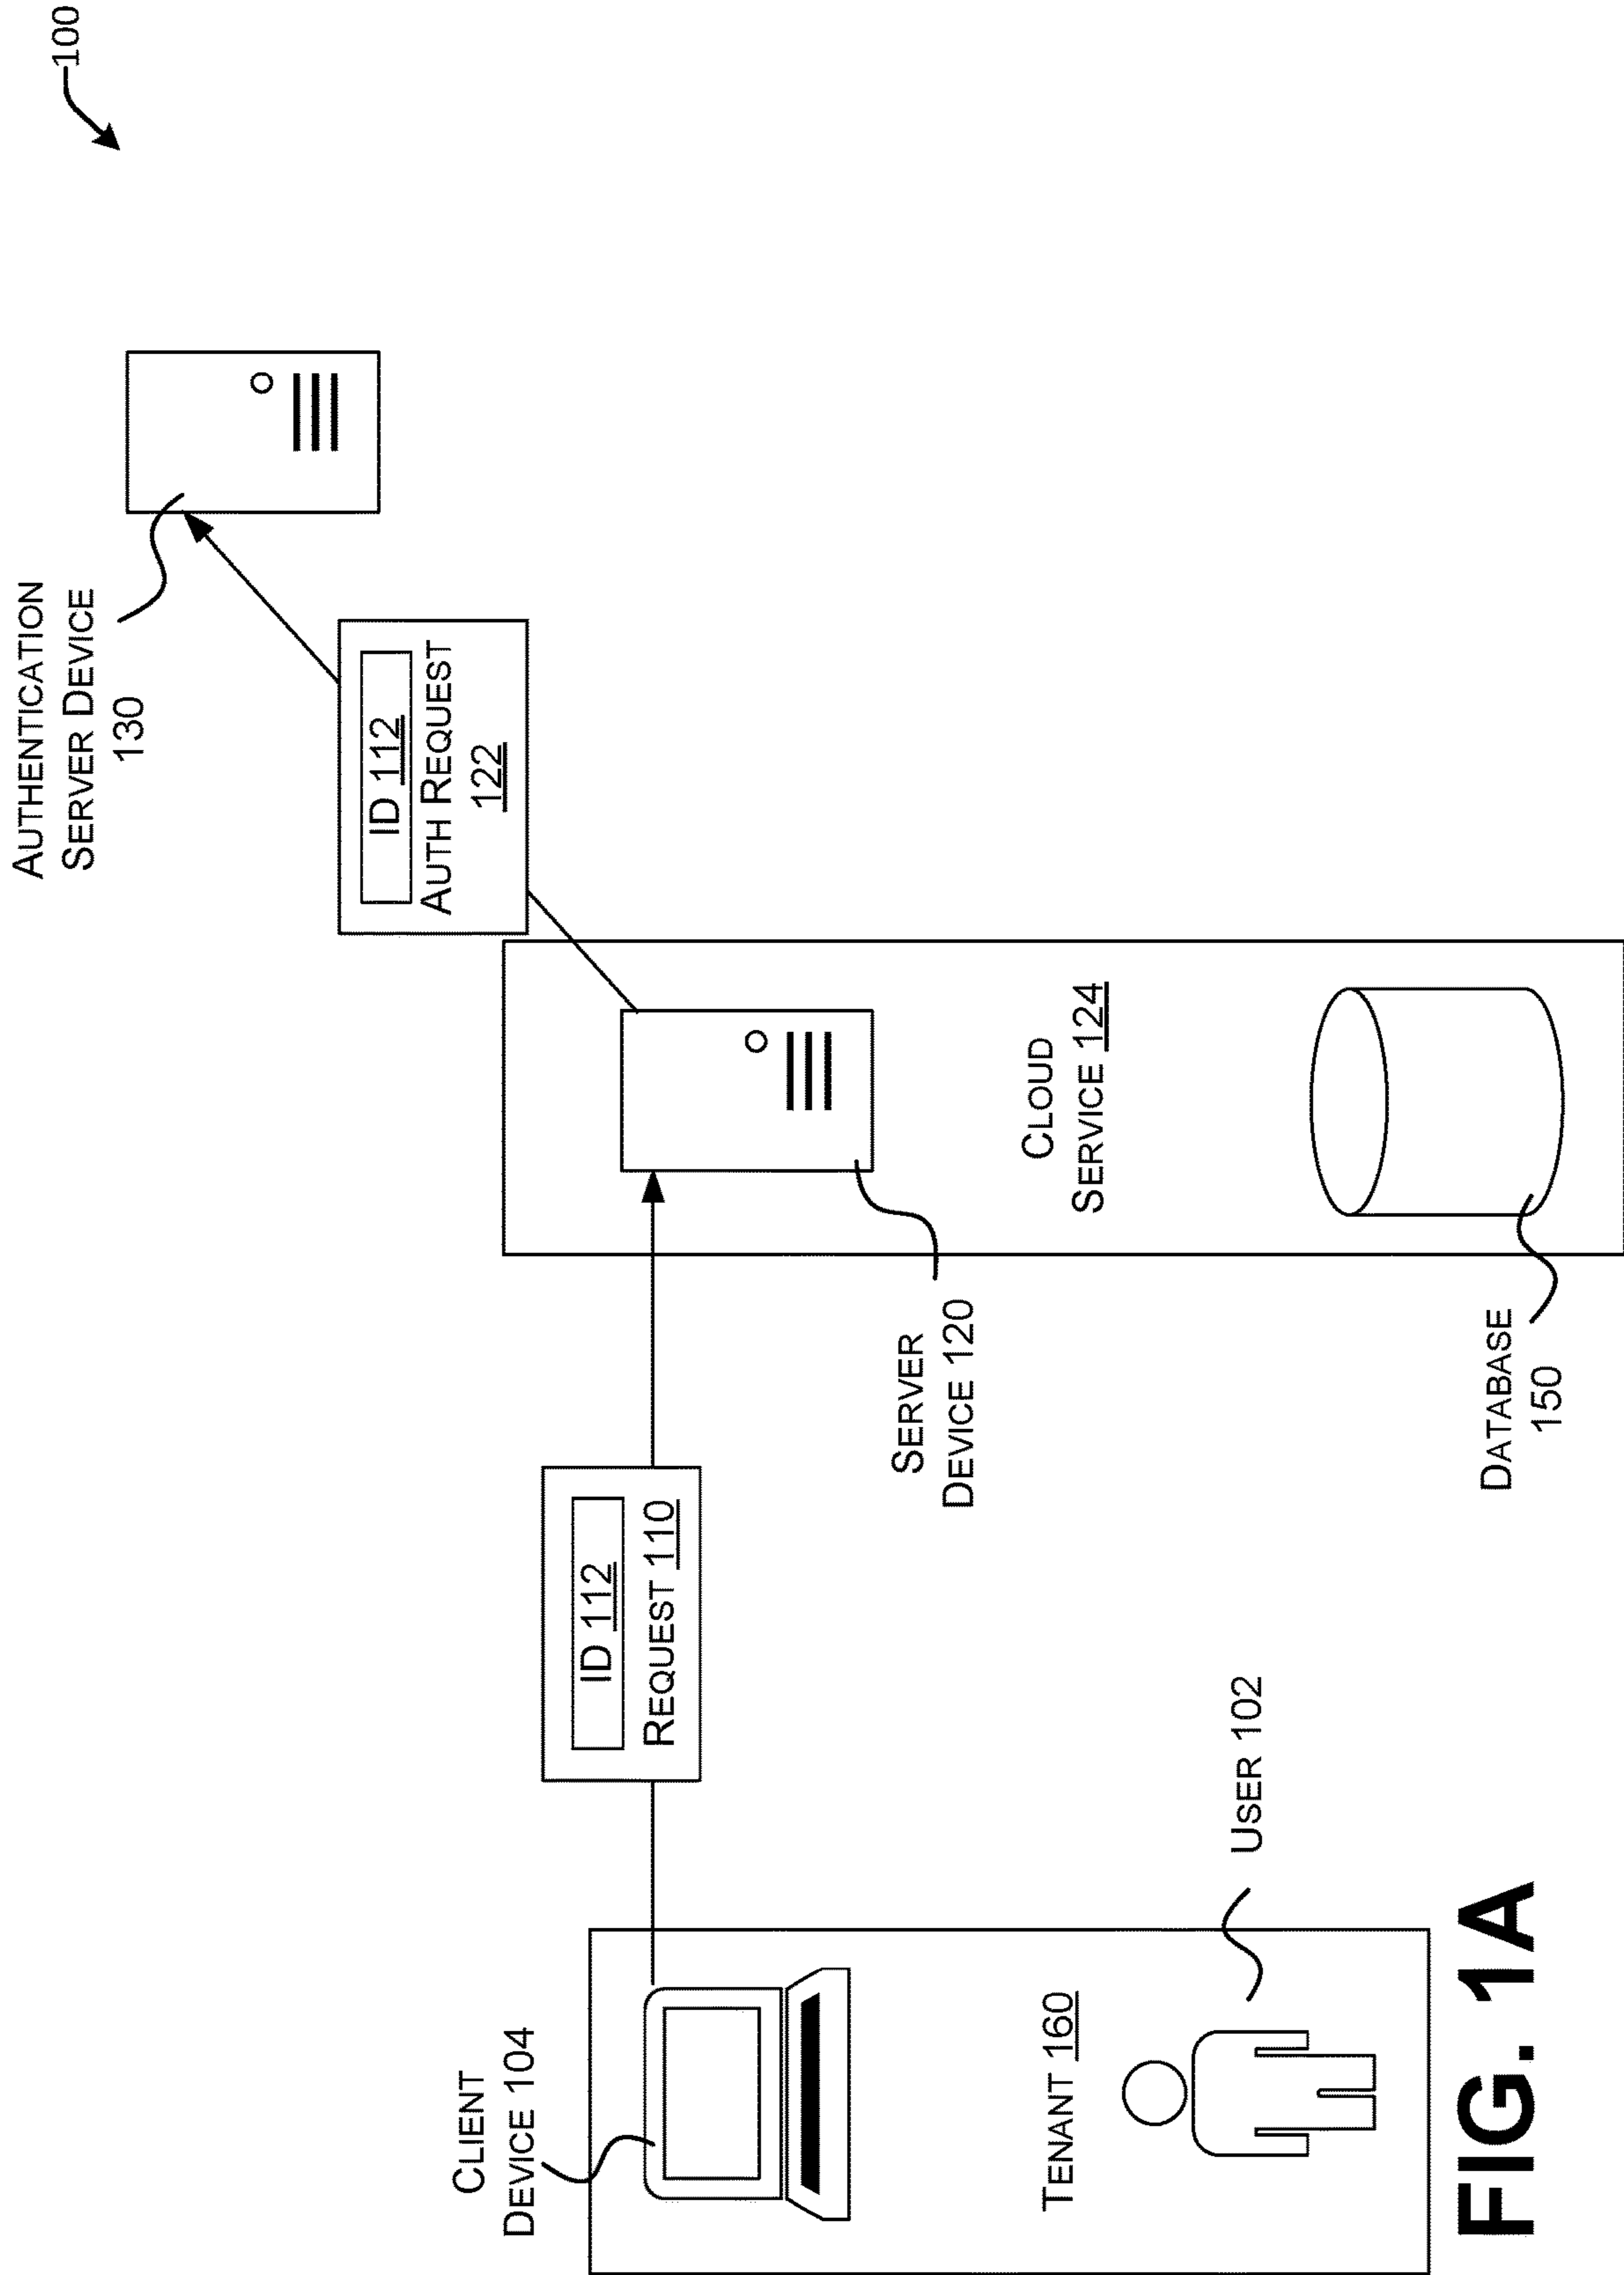 100
AUTHENTICATION
SERVER DEVICE
130
ID 112
AUTH REQUEST
122
CLIENT
DEVICE 104
ID 112
REQUEST 110
SERVER
DEVICE 120
CLOUD
SERVICE 124
TENANT 160
USER 102
DATABASE
150
FIG. 1A